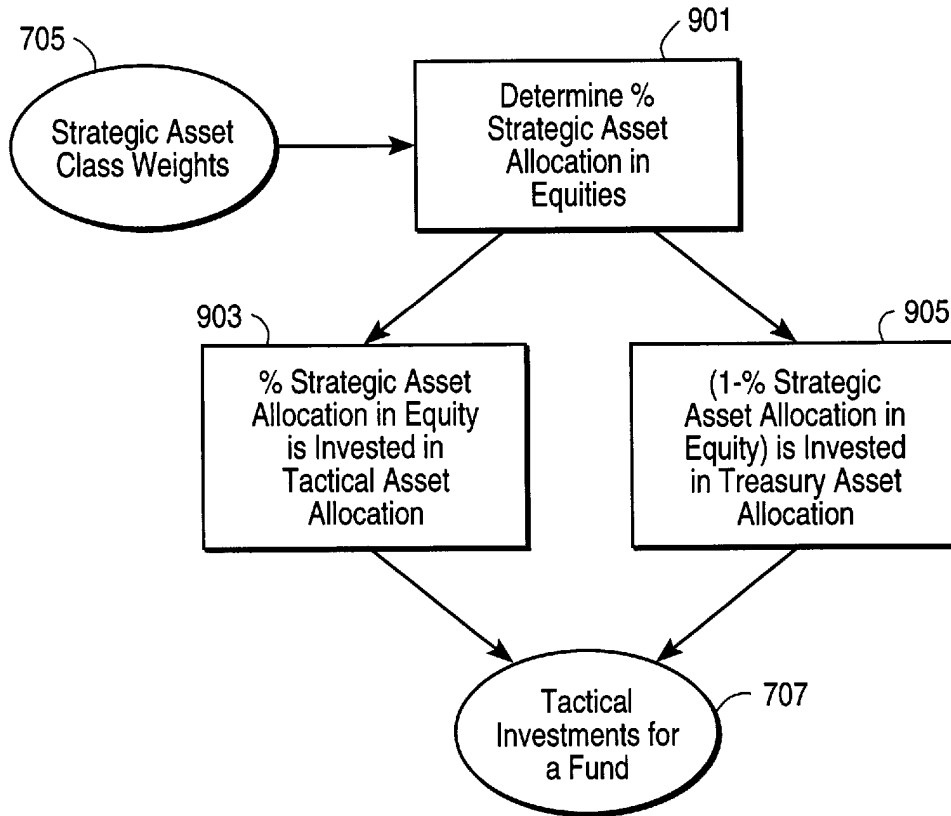 705
Strategic Asset
Class Weights
901
Determine %
Strategic Asset
Allocation in
Equities
903
% Strategic Asset
Allocation in Equity
is Invested in
Tactical Asset
Allocation
905
(1-% Strategic
Asset Allocation in
Equity) is Invested
in Treasury Asset
Allocation
Tactical
Investments for
a Fund
707